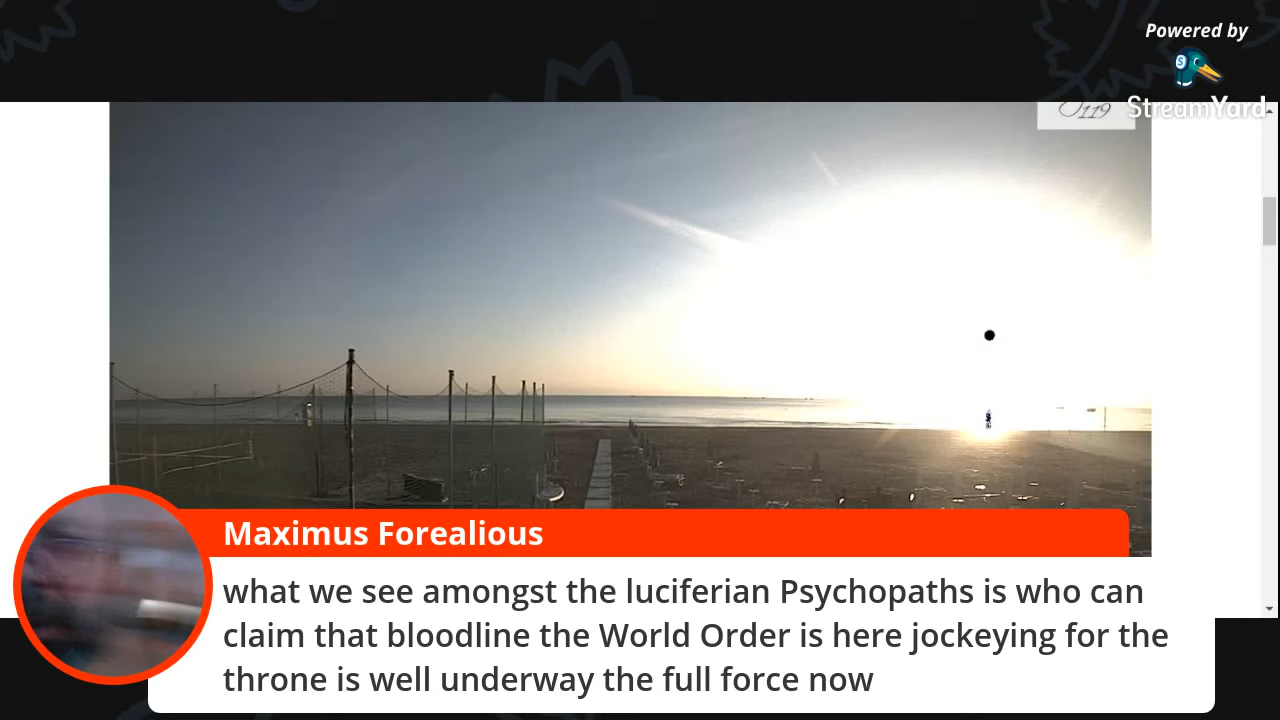 Powered by
StreamYard
Maximus Forealious
what we see amongst the luciferian Psychopaths is who can
claim that bloodline the World Order is here jockeying for the
throne is well underway the full force now